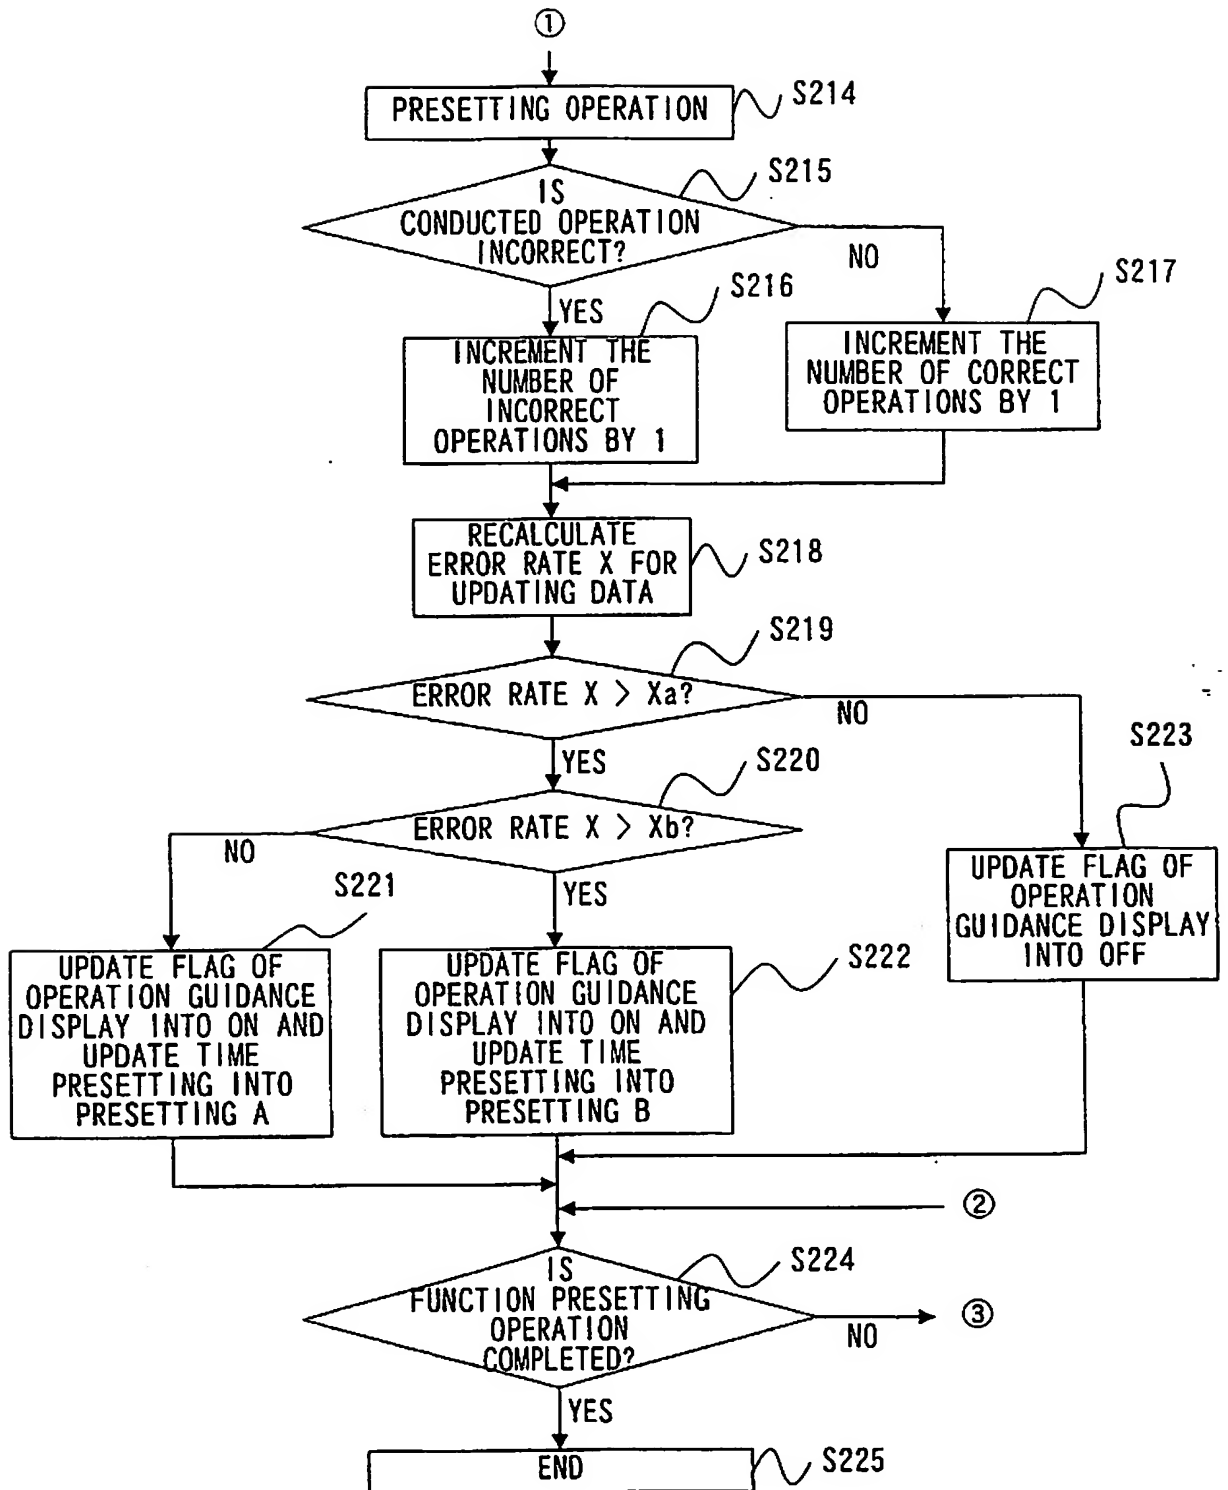 ①
PRESETTING OPERATION
S214
IS
CONDUCTED OPERATION
INCORRECT?
S215
NO
YES
S216
INCREMENT THE
NUMBER OF
INCORRECT
OPERATIONS BY 1
S217
INCREMENT THE
NUMBER OF CORRECT
OPERATIONS BY 1
RECALCULATE
ERROR RATE X FOR
UPDATING DATA
S218
S219
ERROR RATE X > Xa?
NO
YES
S220
ERROR RATE X > Xb?
NO
YES
S223
UPDATE FLAG OF
OPERATION
GUIDANCE DISPLAY
INTO OFF
S221
UPDATE FLAG OF
OPERATION GUIDANCE
DISPLAY INTO ON AND
UPDATE TIME
PRESETTING INTO
PRESETTING A
UPDATE FLAG OF
OPERATION GUIDANCE
DISPLAY INTO ON AND
UPDATE TIME
PRESETTING INTO
PRESETTING B
S222
②
S224
IS
FUNCTION PRESETTING
OPERATION
COMPLETED?
NO
③
YES
END
S225